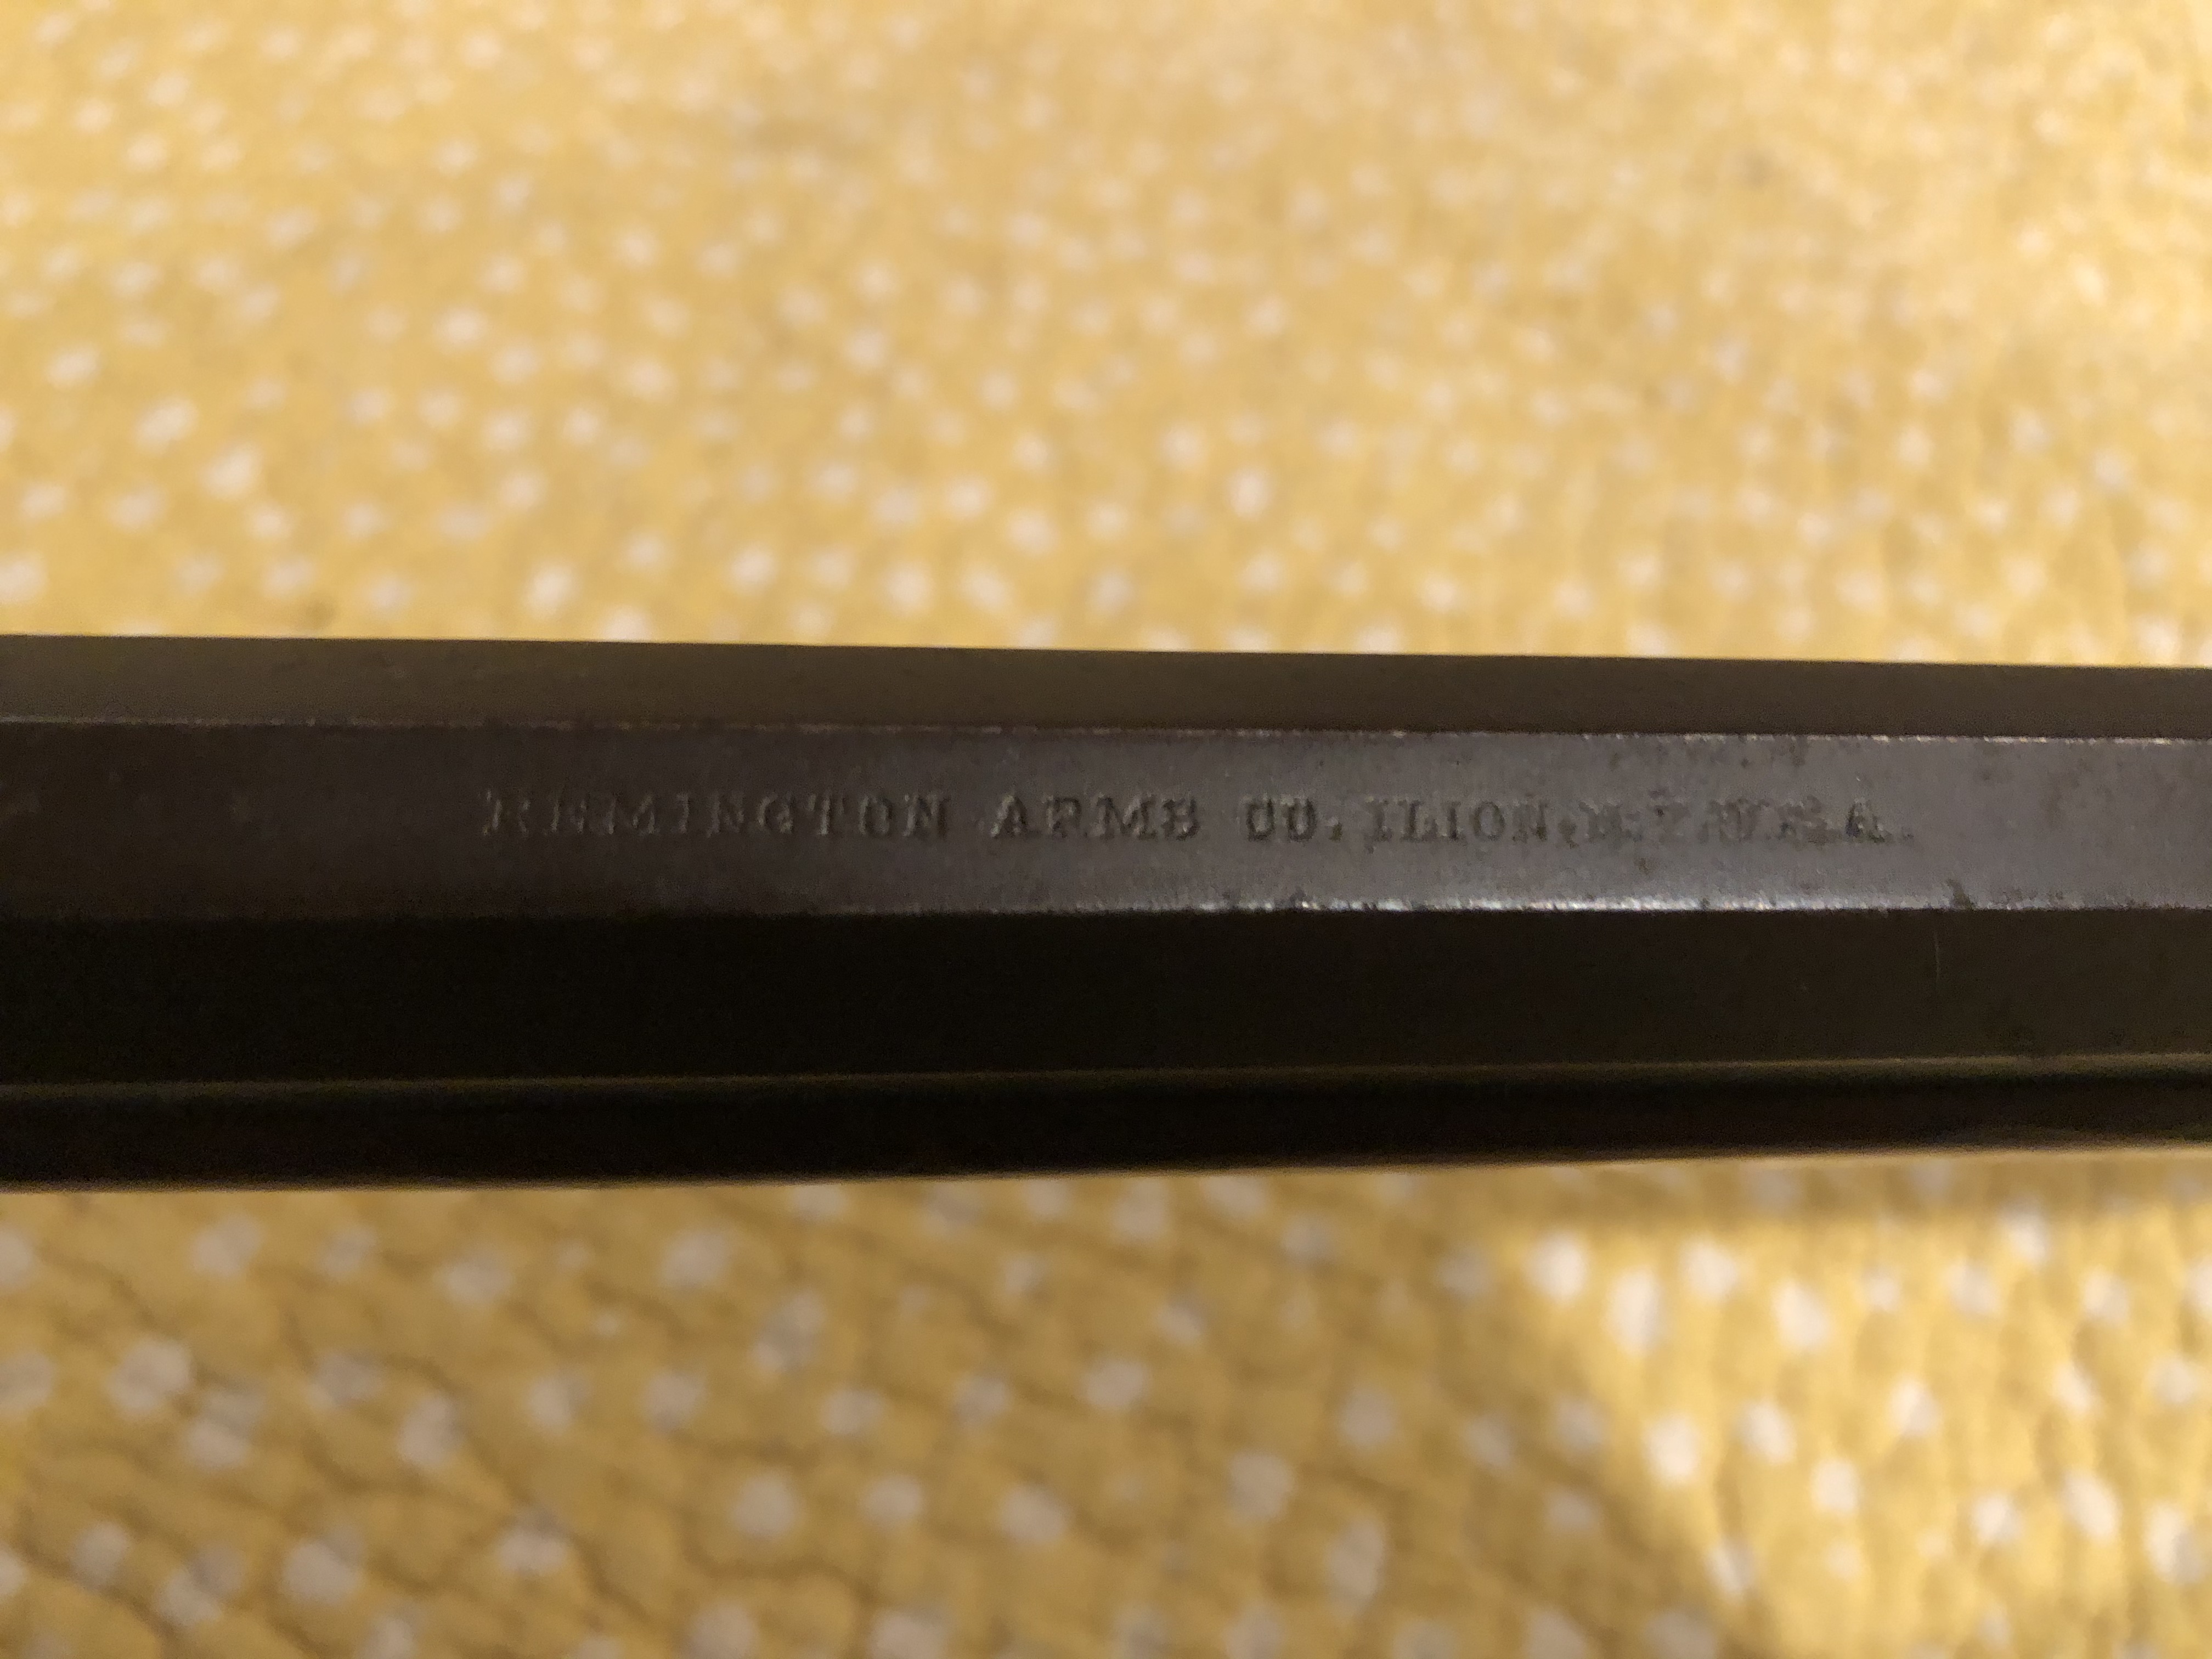 REMINGTON ARMS CO. ILION, N.Y. U.S.A.